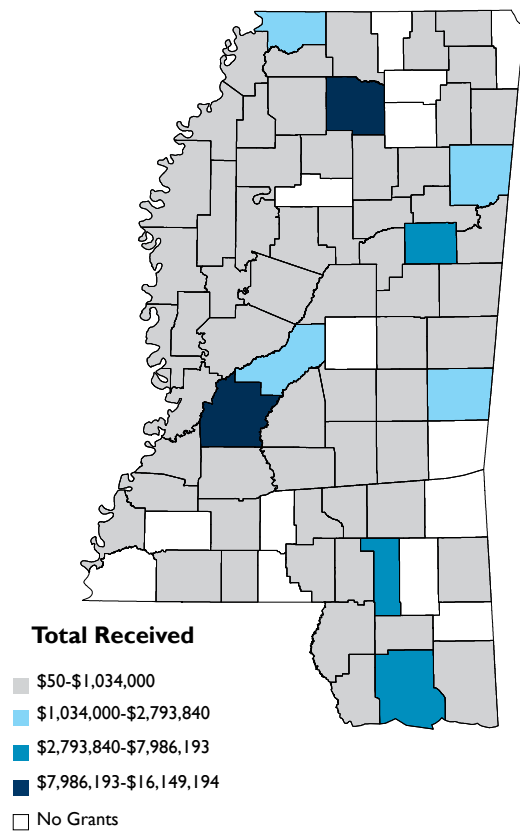 Total Received
$50-$1,034,000
$1,034,000-$2,793,840
$2,793,840-$7,986,193
$7,986,193-$16,149,194
No Grants